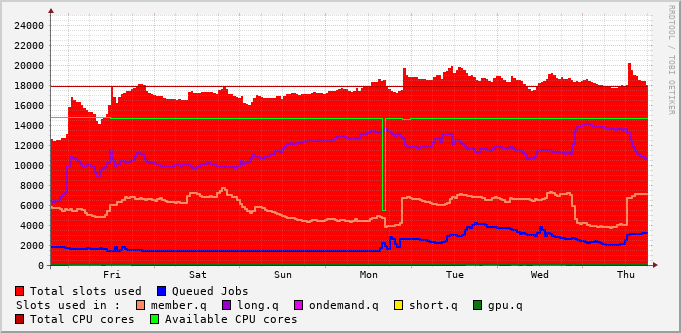 RRDTOOL / TOBI OETIKER
24000
22000
20000
18000
16000
14000
12000
10000
8000
6000
4000
2000
0
Fri Sat Sun Mon Tue Wed Thu
Total slots used Queued Jobs
Slots used in : member.q long.q ondemand.q short.q gpu.q
Total CPU cores Available CPU cores